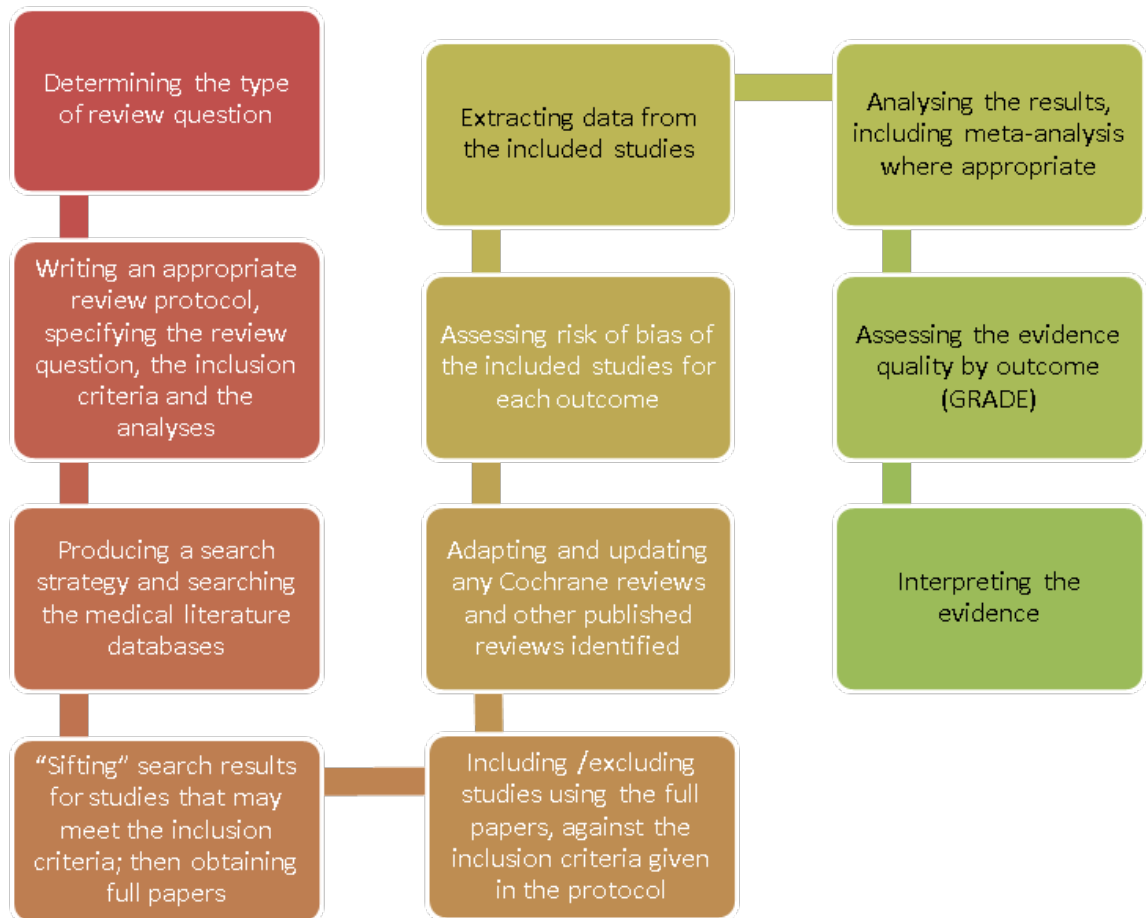 Determining the type
of review question
Writing an appropriate
review protocol,
specifying the review
question, the inclusion
criteria and the
analyses
Producing a search
strategy and searching
the medical literature
databases
“Sifting” search results
for studies that may
meet the inclusion
criteria; then obtaining
full papers
Including /excluding
studies using the full
papers, against the
inclusion criteria given
in the protocol
Adapting and updating
any Cochrane reviews
and other published
reviews identified
Assessing risk of bias of
the included studies for
each outcome
Extracting data from
the included studies
Analysing the results,
including meta-analysis
where appropriate
Assessing the evidence
quality by outcome
(GRADE)
Interpreting the
evidence